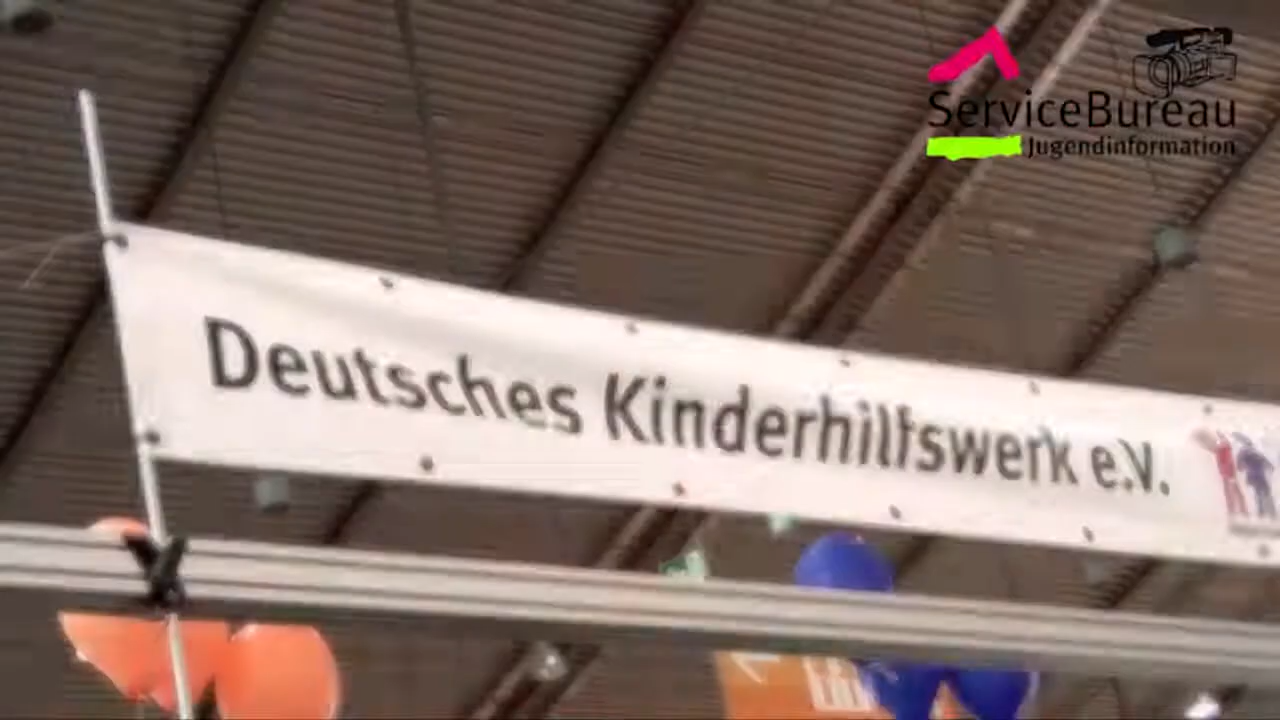 ServiceBureau
Jugendinformation
Deutsches Kinderhilfswerk e.V.